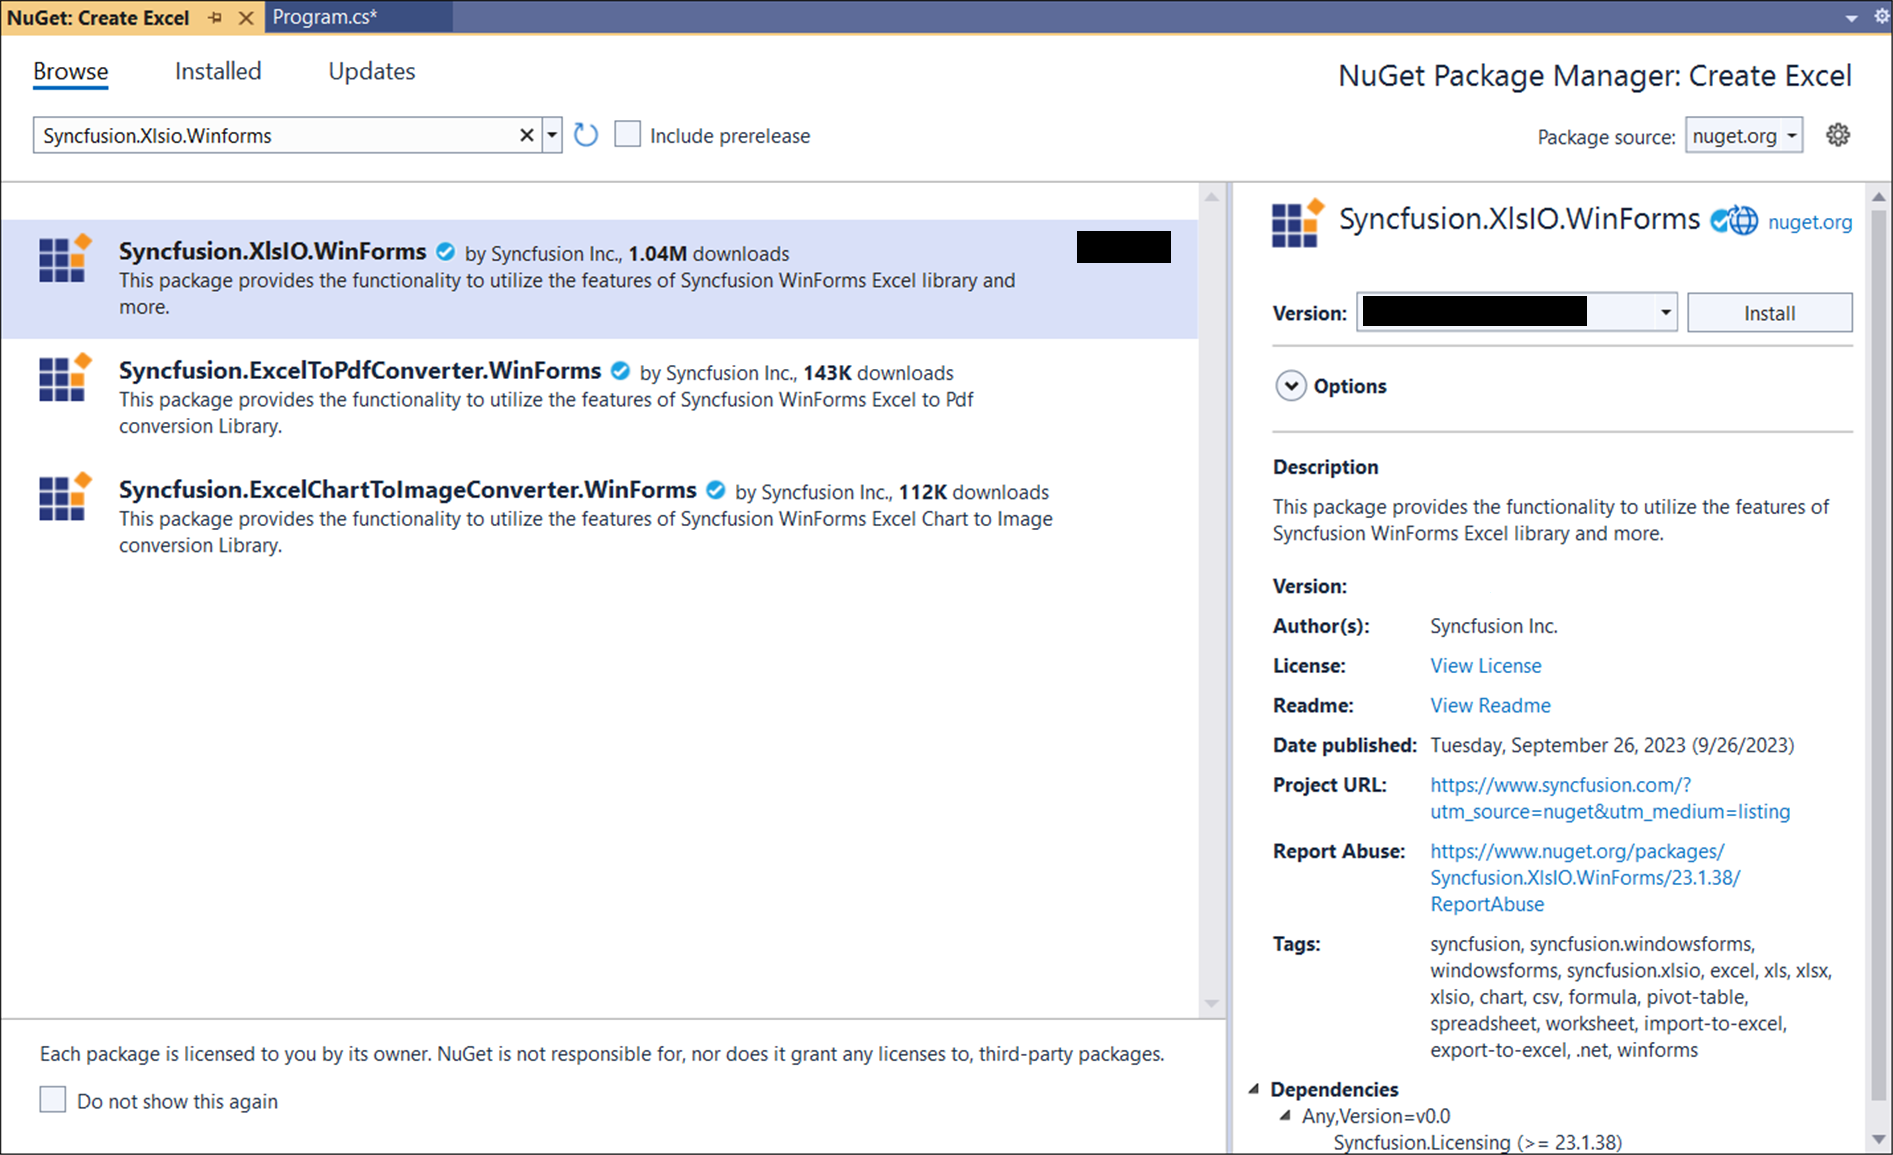 NuGet: Create Excel
Program.cs*
Browse
Installed
Updates
NuGet Package Manager: Create Excel
Syncfusion.Xlsio.Winforms
Include prerelease
Package source:
nuget.org
Syncfusion.XlsIO.WinForms by Syncfusion Inc., 1.04M downloads
This package provides the functionality to utilize the features of Syncfusion WinForms Excel library and
more.
Syncfusion.ExcelToPdfConverter.WinForms by Syncfusion Inc., 143K downloads
This package provides the functionality to utilize the features of Syncfusion WinForms Excel to Pdf
conversion Library.
Syncfusion.ExcelChartToImageConverter.WinForms by Syncfusion Inc., 112K downloads
This package provides the functionality to utilize the features of Syncfusion WinForms Excel Chart to Image
conversion Library.
Each package is licensed to you by its owner. NuGet is not responsible for, nor does it grant any licenses to, third-party packages.
Do not show this again
Syncfusion.XlsIO.WinForms
nuget.org
Version:
Install
Options
Description
This package provides the functionality to utilize the features of
Syncfusion WinForms Excel library and more.
Version:
Author(s): Syncfusion Inc.
License: View License
Readme: View Readme
Date published: Tuesday, September 26, 2023 (9/26/2023)
Project URL: https://www.syncfusion.com/?
utm_source=nuget&utm_medium=listing
Report Abuse: https://www.nuget.org/packages/
Syncfusion.XlsIO.WinForms/23.1.38/
ReportAbuse
Tags: syncfusion, syncfusion.windowsforms,
windowsforms, syncfusion.xlsio, excel, xls, xlsx,
xlsio, chart, csv, formula, pivot-table,
spreadsheet, worksheet, import-to-excel,
export-to-excel, .net, winforms
Dependencies
Any,Version=v0.0
Syncfusion.Licensing (>= 23.1.38)